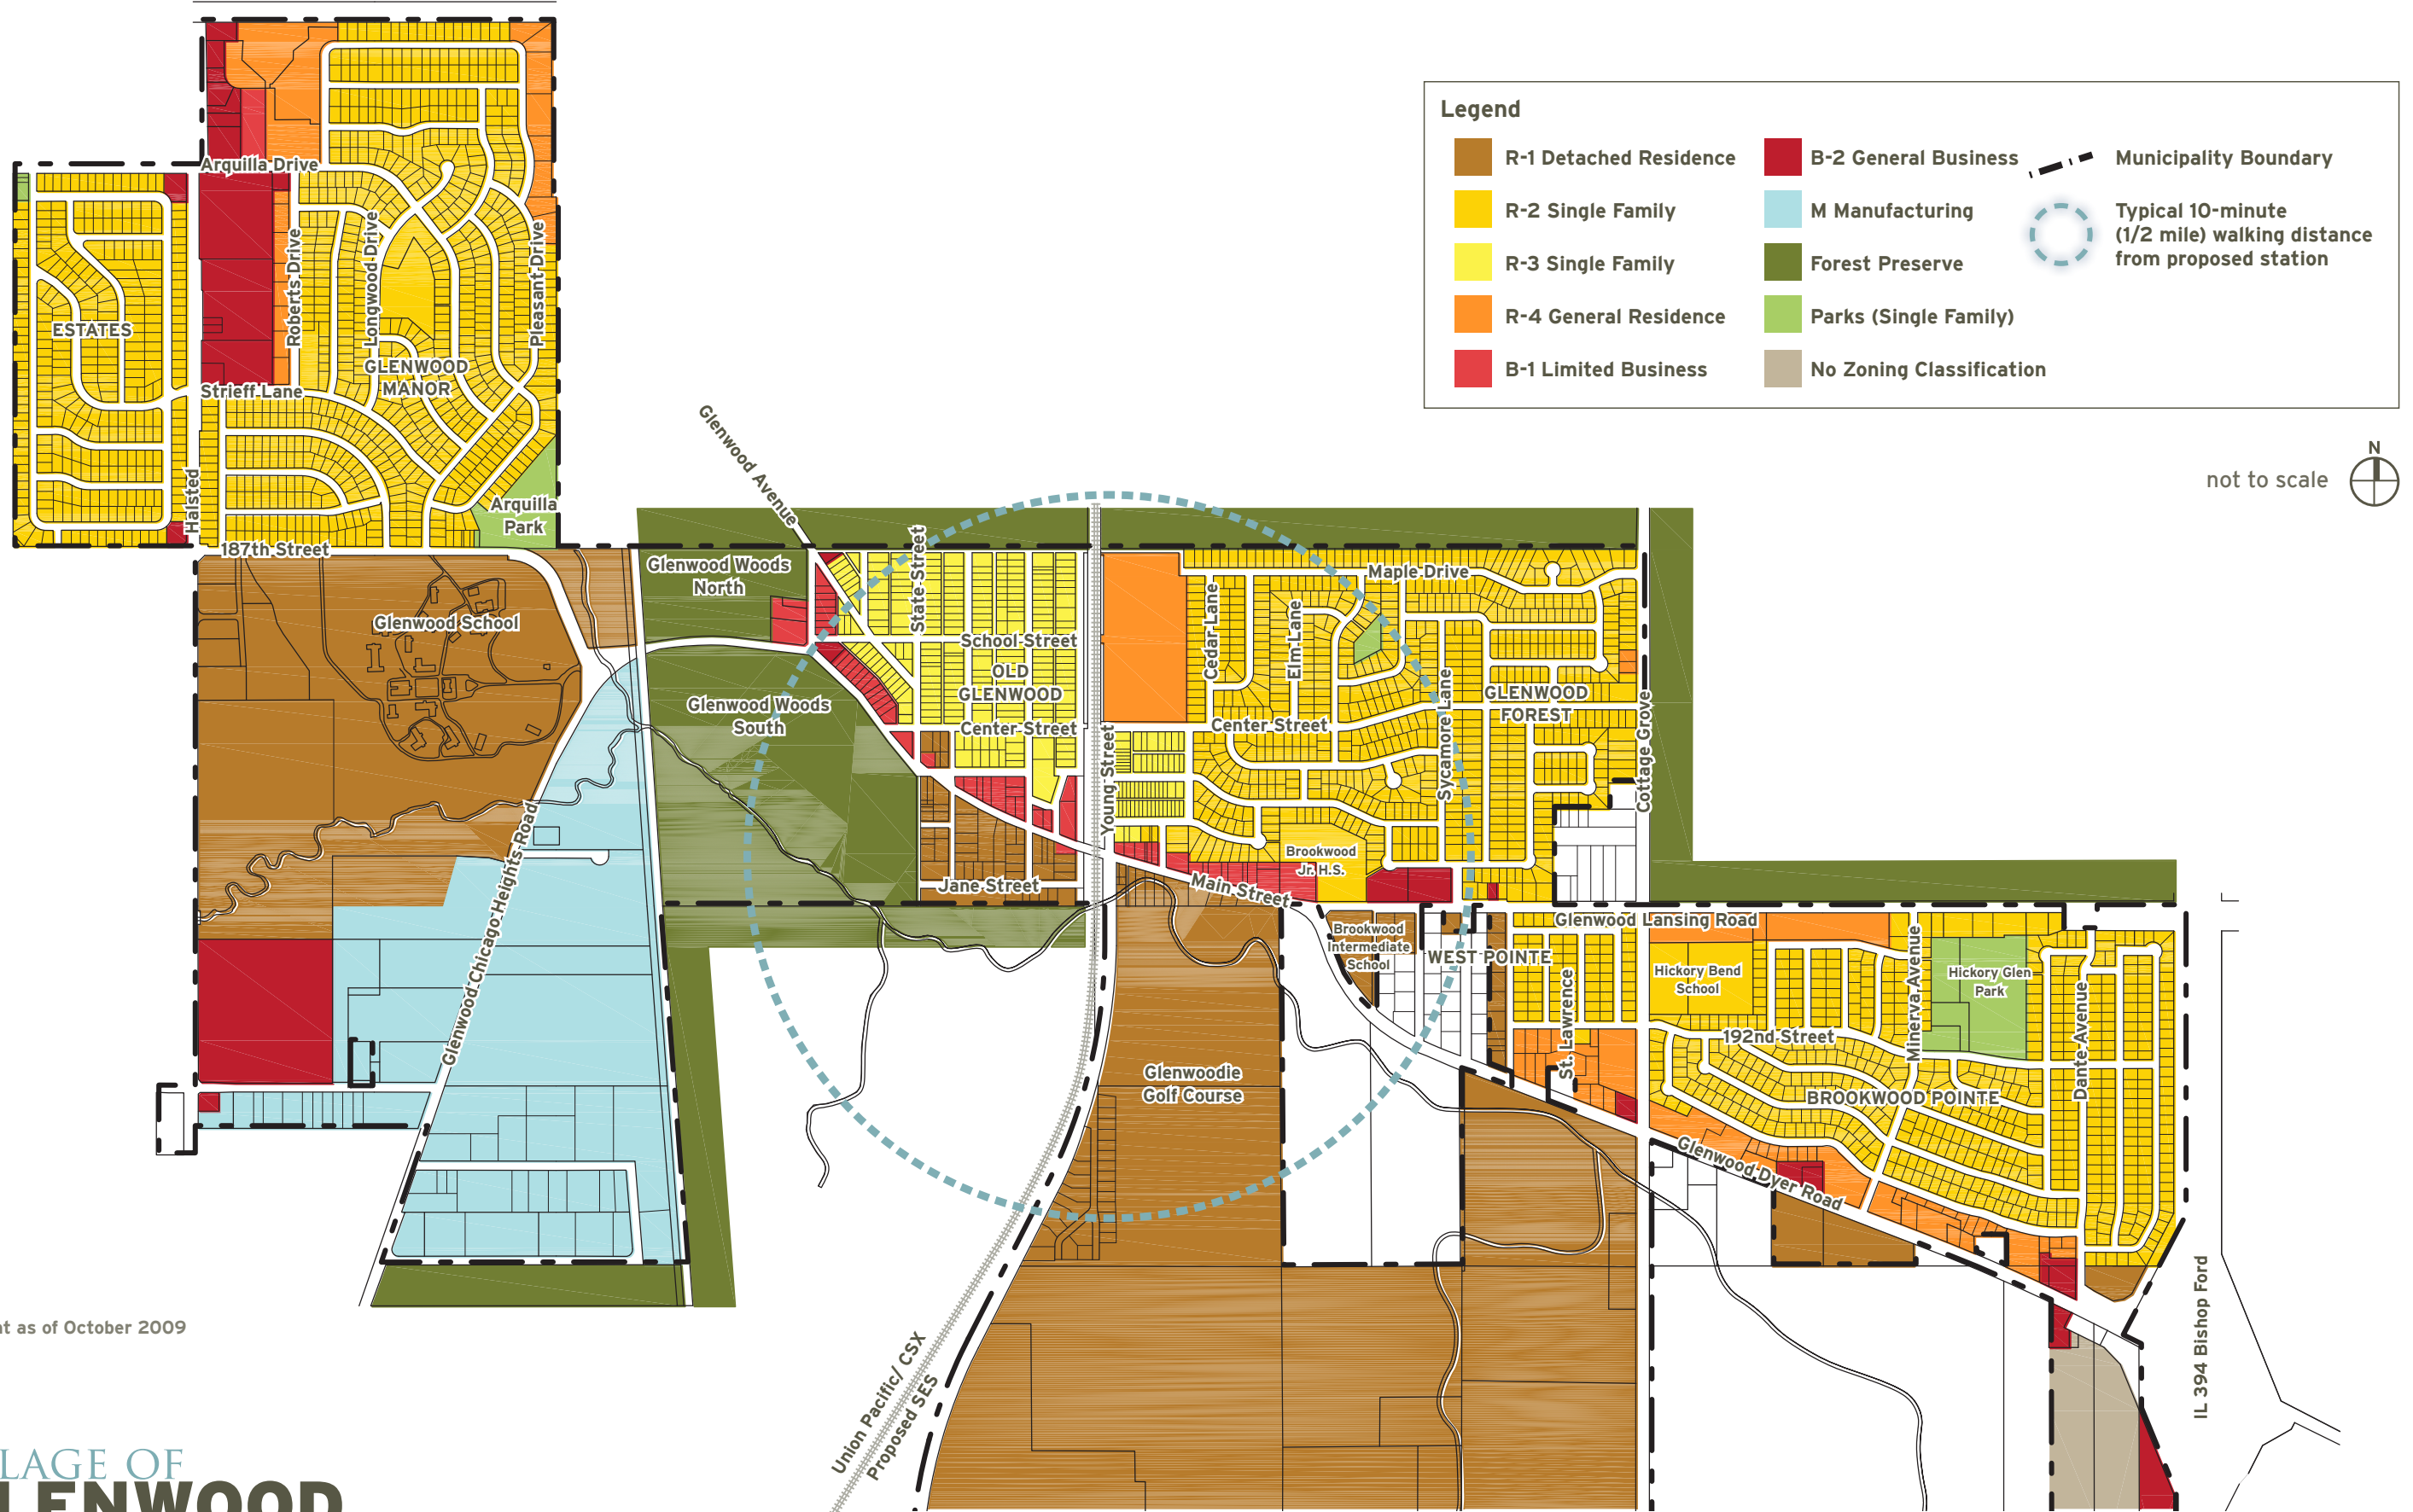 Legend
R-1 Detached Residence
R-2 Single Family
R-3 Single Family
R-4 General Residence
B-1 Limited Business
B-2 General Business
M Manufacturing
Forest Preserve
Parks (Single Family)
No Zoning Classification
Municipality Boundary
Typical 10-minute
(1/2 mile) walking distance
from proposed station
N
not to scale
Arquilla Drive
ESTATES
Roberts Drive
Longwood Drive
Pleasant Drive
GLENWOOD
MANOR
Strieff Lane
Halsted
Arquilla
Park
187th Street
Glenwood Avenue
Glenwood School
Glenwood Woods
North
State Street
School Street
OLD
GLENWOOD
Glenwood Woods
South
Center Street
Young Street
Jane Street
Maple Drive
Cedar Lane
Elm Lane
Sycamore Lane
GLENWOOD
FOREST
Center Street
Cottage Grove
Brookwood
Jr. H.S.
Main Street
Glenwood-Chicago Heights Road
Brookwood
Intermediate
School
WEST POINTE
Glenwood Lansing Road
St. Lawrence
Hickory Bend
School
Minerva Avenue
Hickory Glen
Park
Dante Avenue
192nd Street
BROOKWOOD POINTE
Glenwoodie
Golf Course
Glenwood Dyer Road
IL 394 Bishop Ford
Union Pacific/ CSX
Proposed SES
as of October 2009
LAGE OF
LENWOOD